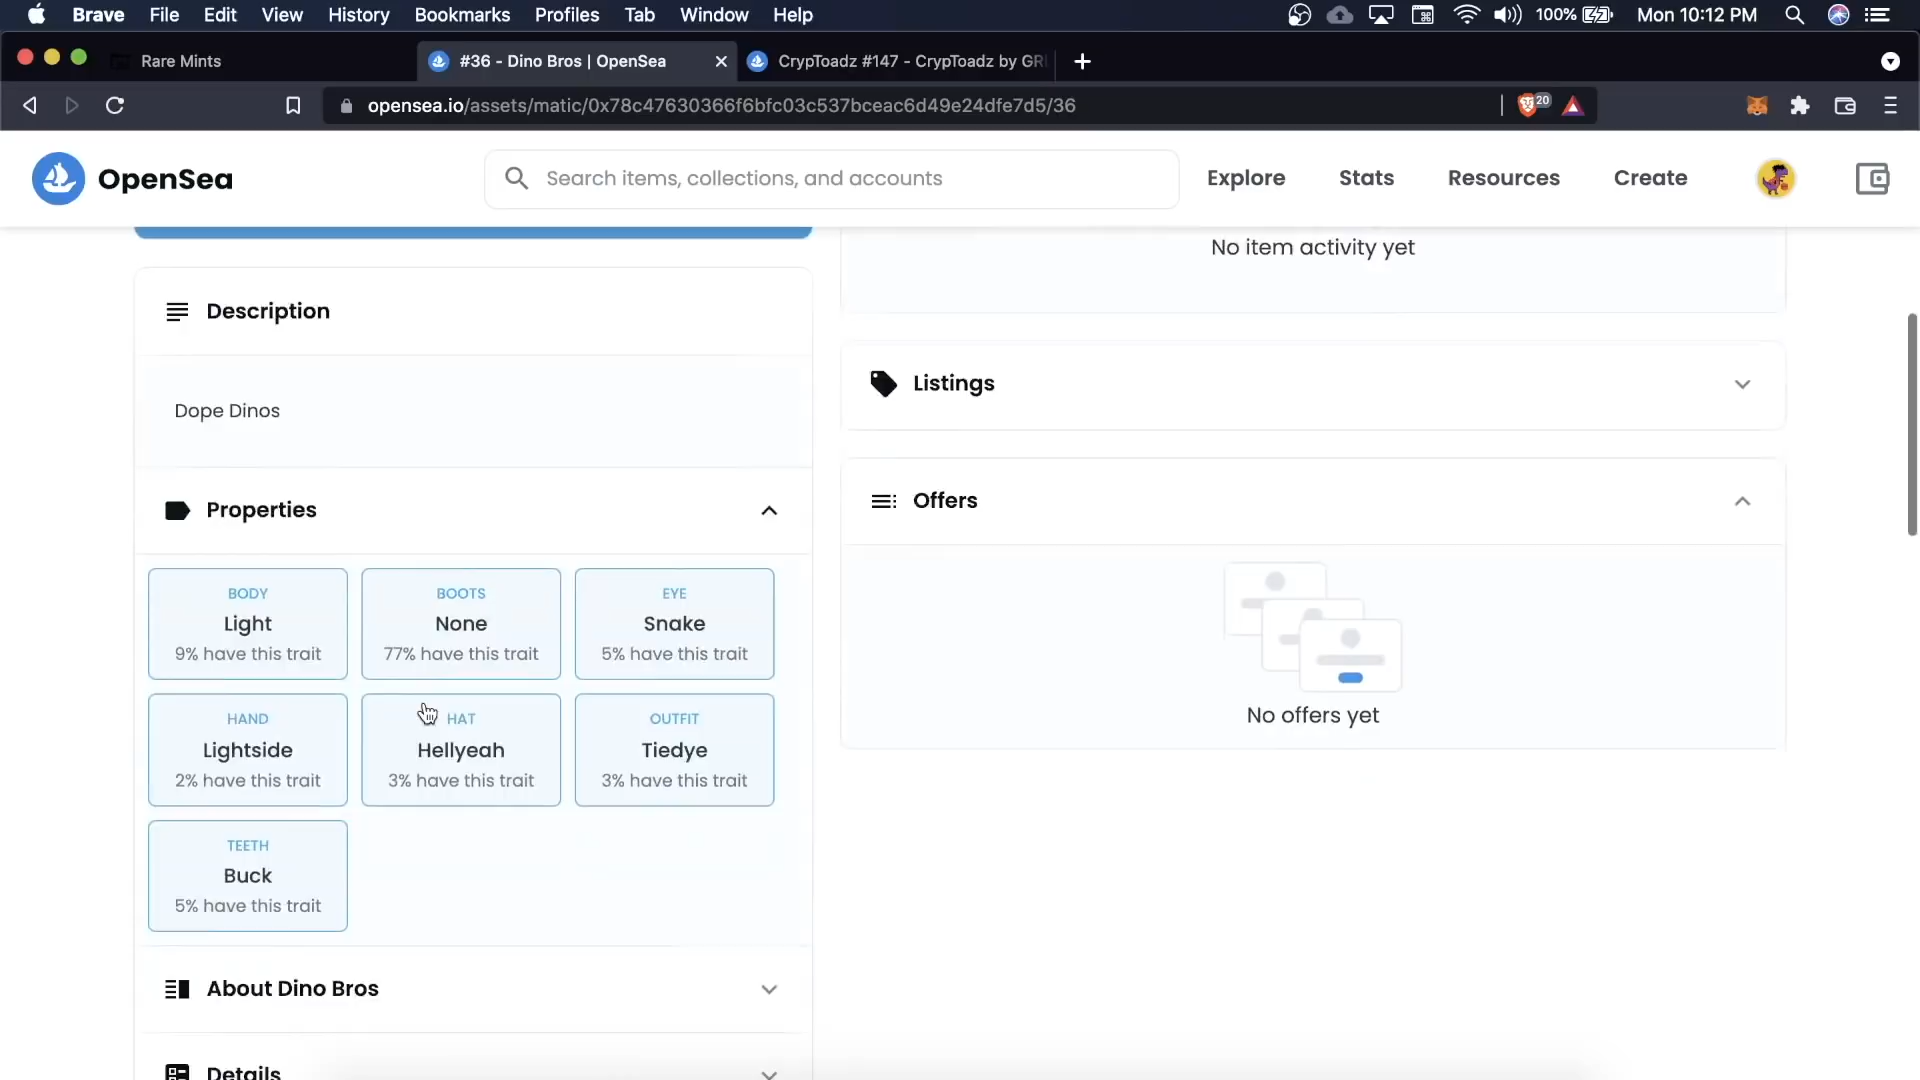 Brave File Edit View History Bookmarks Profiles Tab Window Help 100% Mon 10:12 PM
Rare Mints #36 - Dino Bros | OpenSea CrypToadz #147 - CrypToadz by GR
opensea.io/assets/matic/0x78c47630366f6bfc03c537bceac6d49e24dfe7d5/36 20
OpenSea Search items, collections, and accounts Explore Stats Resources Create
No item activity yet
Description
Dope Dinos
Listings
Offers
No offers yet
Properties
BODY BOOTS EYE
Light None Snake
9% have this trait 77% have this trait 5% have this trait
HAND HAT OUTFIT
Lightside Hellyeah Tiedye
2% have this trait 3% have this trait 3% have this trait
TEETH
Buck
5% have this trait
About Dino Bros
Details